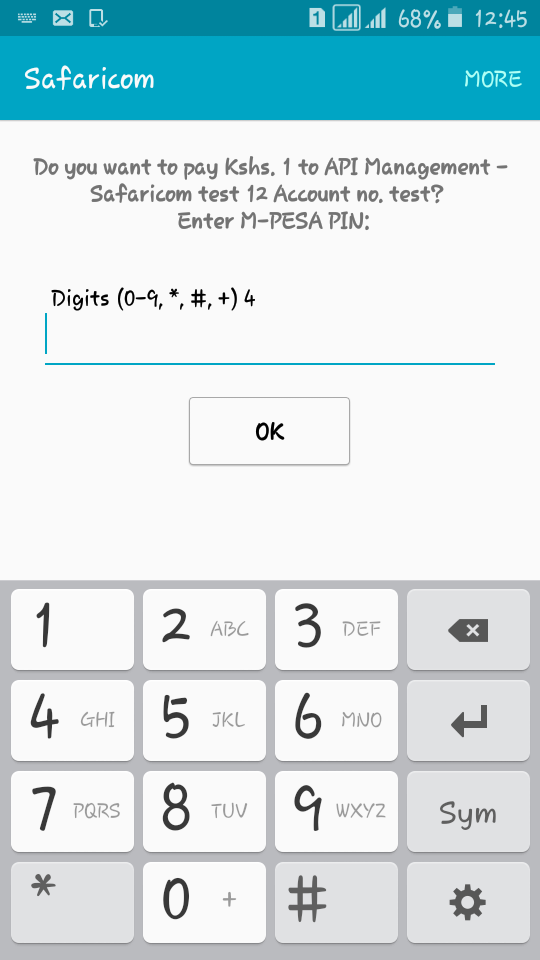 1 68% 12:45
Safaricom MORE
Do you want to pay Kshs. 1 to API Management -
Safaricom test 12 Account no. test?
Enter M-PESA PIN:
Digits (0-9, *, #, +) 4
OK
1 2 ABC 3 DEF
4 GHI 5 JKL 6 MNO
7 PQRS 8 TUV 9 WXYZ Sym
* 0 + #